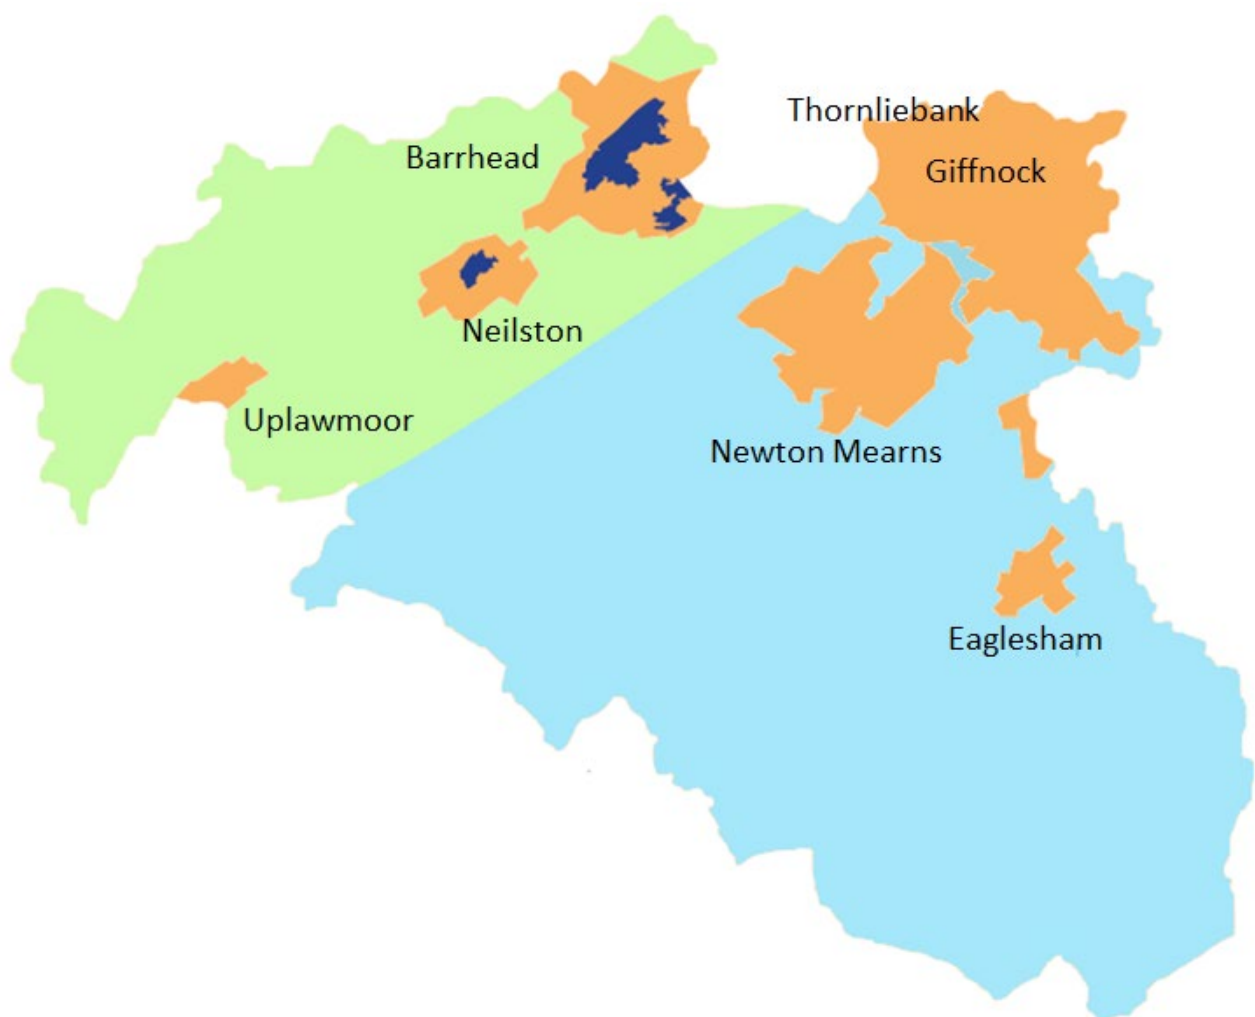 Thornliebank
Barrhead
Giffnock
Neilston
Uplawmoor
Newton Mearns
Eaglesham